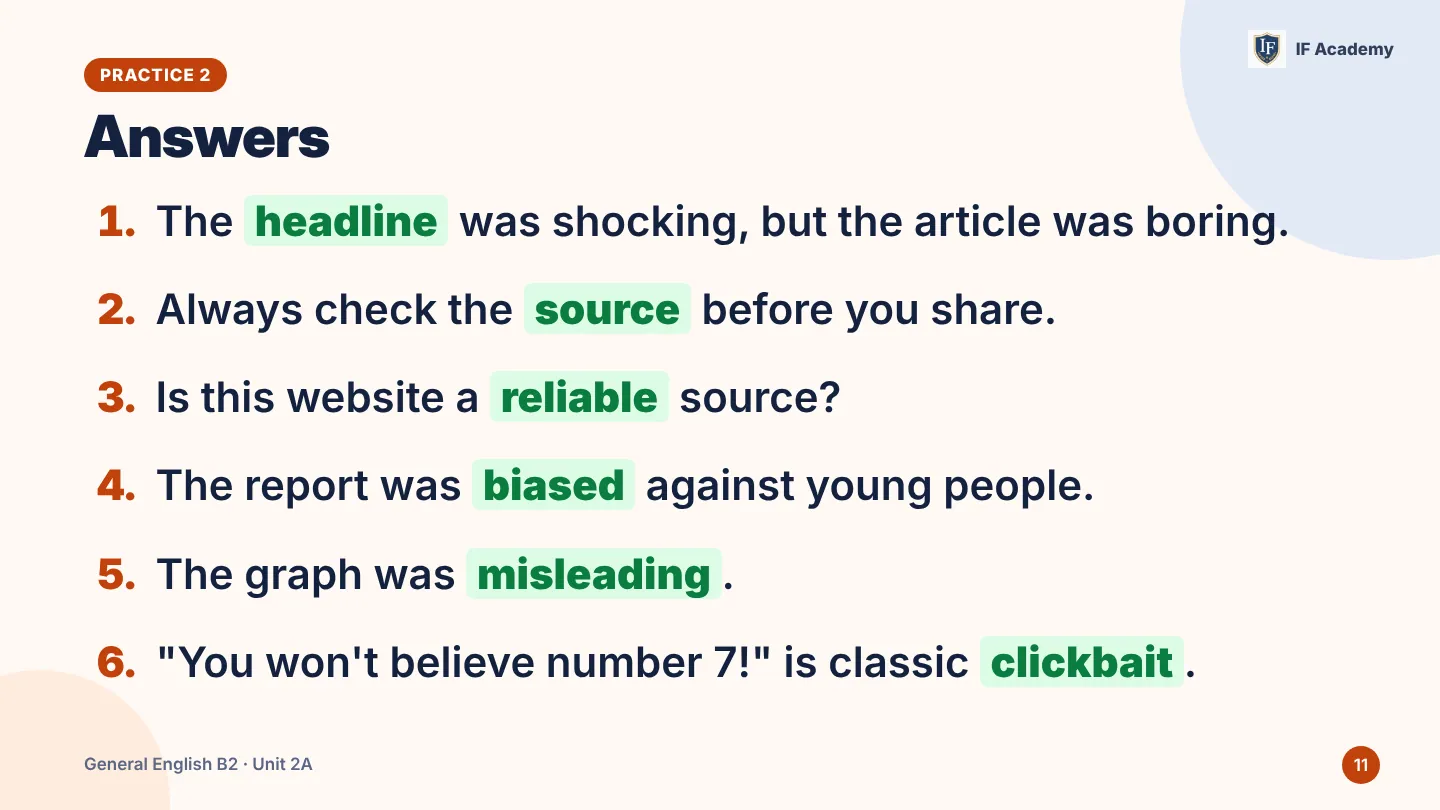 IF
IF Academy
PRACTICE 2
Answers
1. The headline was shocking, but the article was boring.
2. Always check the source before you share.
3. Is this website a reliable source?
4. The report was biased against young people.
5. The graph was misleading.
6. "You won't believe number 7!" is classic clickbait.
General English B2 · Unit 2A
11